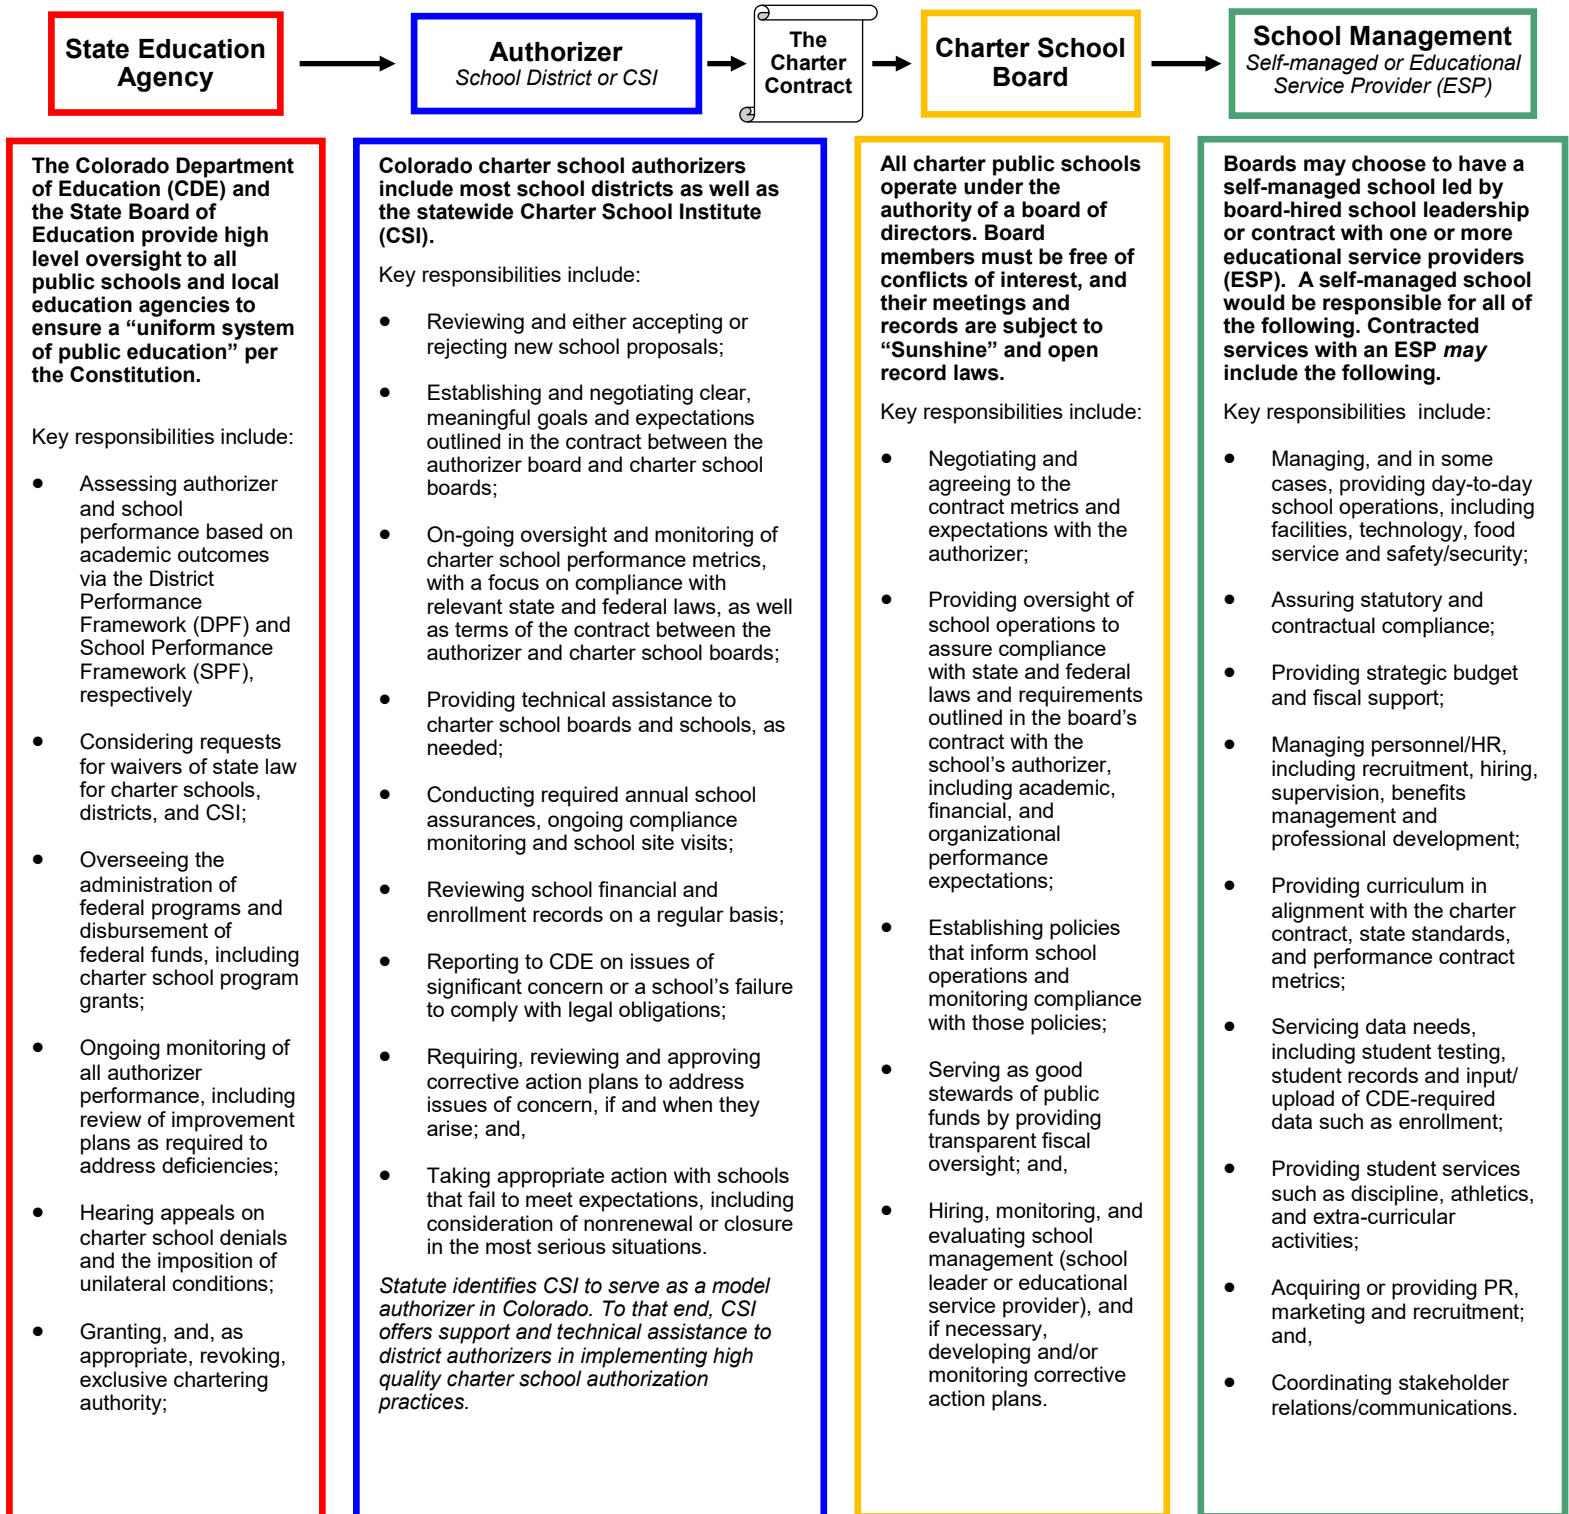 State Education
Agency
Authorizer
School District or CSI
The
Charter
Contract
Charter School
Board
School Management
Self-managed or Educational
Service Provider (ESP)
The Colorado Department
of Education (CDE) and
the State Board of
Education provide high
level oversight to all
public schools and local
education agencies to
ensure a “uniform system
of public education” per
the Constitution.
Key responsibilities include:
• Assessing authorizer
and school
performance based on
academic outcomes
via the District
Performance
Framework (DPF) and
School Performance
Framework (SPF),
respectively
• Considering requests
for waivers of state law
for charter schools,
districts, and CSI;
• Overseeing the
administration of
federal programs and
disbursement of
federal funds, including
charter school program
grants;
• Ongoing monitoring of
all authorizer
performance, including
review of improvement
plans as required to
address deficiencies;
• Hearing appeals on
charter school denials
and the imposition of
unilateral conditions;
• Granting, and, as
appropriate, revoking,
exclusive chartering
authority;
Colorado charter school authorizers
include most school districts as well as
the statewide Charter School Institute
(CSI).
Key responsibilities include:
• Reviewing and either accepting or
rejecting new school proposals;
• Establishing and negotiating clear,
meaningful goals and expectations
outlined in the contract between the
authorizer board and charter school
boards;
• On-going oversight and monitoring of
charter school performance metrics,
with a focus on compliance with
relevant state and federal laws, as well
as terms of the contract between the
authorizer and charter school boards;
• Providing technical assistance to
charter school boards and schools, as
needed;
• Conducting required annual school
assurances, ongoing compliance
monitoring and school site visits;
• Reviewing school financial and
enrollment records on a regular basis;
• Reporting to CDE on issues of
significant concern or a school’s failure
to comply with legal obligations;
• Requiring, reviewing and approving
corrective action plans to address
issues of concern, if and when they
arise; and,
• Taking appropriate action with schools
that fail to meet expectations, including
consideration of nonrenewal or closure
in the most serious situations.
Statute identifies CSI to serve as a model
authorizer in Colorado. To that end, CSI
offers support and technical assistance to
district authorizers in implementing high
quality charter school authorization
practices.
All charter public schools
operate under the
authority of a board of
directors. Board
members must be free of
conflicts of interest, and
their meetings and
records are subject to
“Sunshine” and open
record laws.
Key responsibilities include:
• Negotiating and
agreeing to the
contract metrics and
expectations with the
authorizer;
• Providing oversight of
school operations to
assure compliance
with state and federal
laws and requirements
outlined in the board’s
contract with the
school’s authorizer,
including academic,
financial, and
organizational
performance
expectations;
• Establishing policies
that inform school
operations and
monitoring compliance
with those policies;
• Serving as good
stewards of public
funds by providing
transparent fiscal
oversight; and,
• Hiring, monitoring, and
evaluating school
management (school
leader or educational
service provider), and
if necessary,
developing and/or
monitoring corrective
action plans.
Boards may choose to have a
self-managed school led by
board-hired school leadership
or contract with one or more
educational service providers
(ESP).  A self-managed school
would be responsible for all of
the following. Contracted
services with an ESP may
include the following.
Key responsibilities  include:
• Managing, and in some
cases, providing day-to-day
school operations, including
facilities, technology, food
service and safety/security;
• Assuring statutory and
contractual compliance;
• Providing strategic budget
and fiscal support;
• Managing personnel/HR,
including recruitment, hiring,
supervision, benefits
management and
professional development;
• Providing curriculum in
alignment with the charter
contract, state standards,
and performance contract
metrics;
• Servicing data needs,
including student testing,
student records and input/
upload of CDE-required
data such as enrollment;
• Providing student services
such as discipline, athletics,
and extra-curricular
activities;
• Acquiring or providing PR,
marketing and recruitment;
and,
• Coordinating stakeholder
relations/communications.